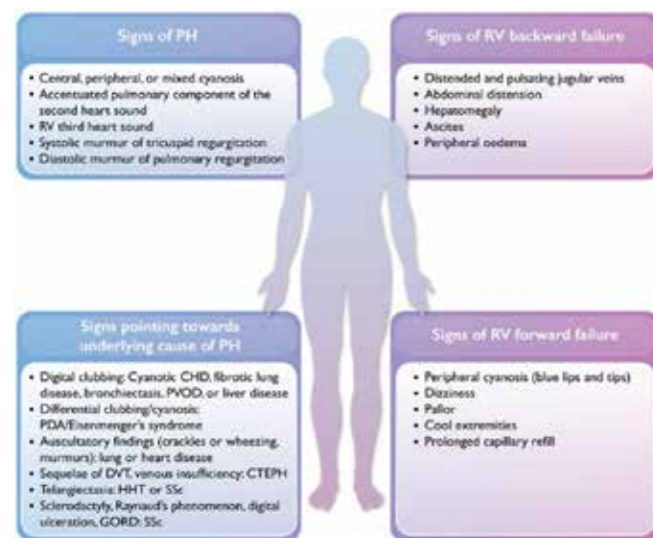 Signs of PH
• Central, peripheral, or mixed cyanosis
• Accentuated pulmonary component of the
second heart sound
• RV third heart sound
• Systolic murmur of tricuspid regurgitation
• Diastolic murmur of pulmonary regurgitation
Signs of RV backward failure
• Distended and pulsating jugular veins
• Abdominal distension
• Hepatomegaly
• Ascites
• Peripheral oedema
Signs pointing towards
underlying cause of PH
• Digital clubbing: Cyanotic CHD, fibrotic lung
disease, bronchiectasis, PVOD, or liver disease
• Differential clubbing/cyanosis:
PDA/Eisenmenger's syndrome
• Auscultatory findings (crackles or wheezing,
murmurs): lung or heart disease
• Sequelae of DVT, venous insufficiency: CTEPH
• Telangiectasia: HHT or SSc
• Sclerodactyly, Raynaud's phenomenon, digital
ulceration, GORD: SSc
Signs of RV forward failure
• Peripheral cyanosis (blue lips and tips)
• Dizziness
• Pallor
• Cool extremities
• Prolonged capillary refill